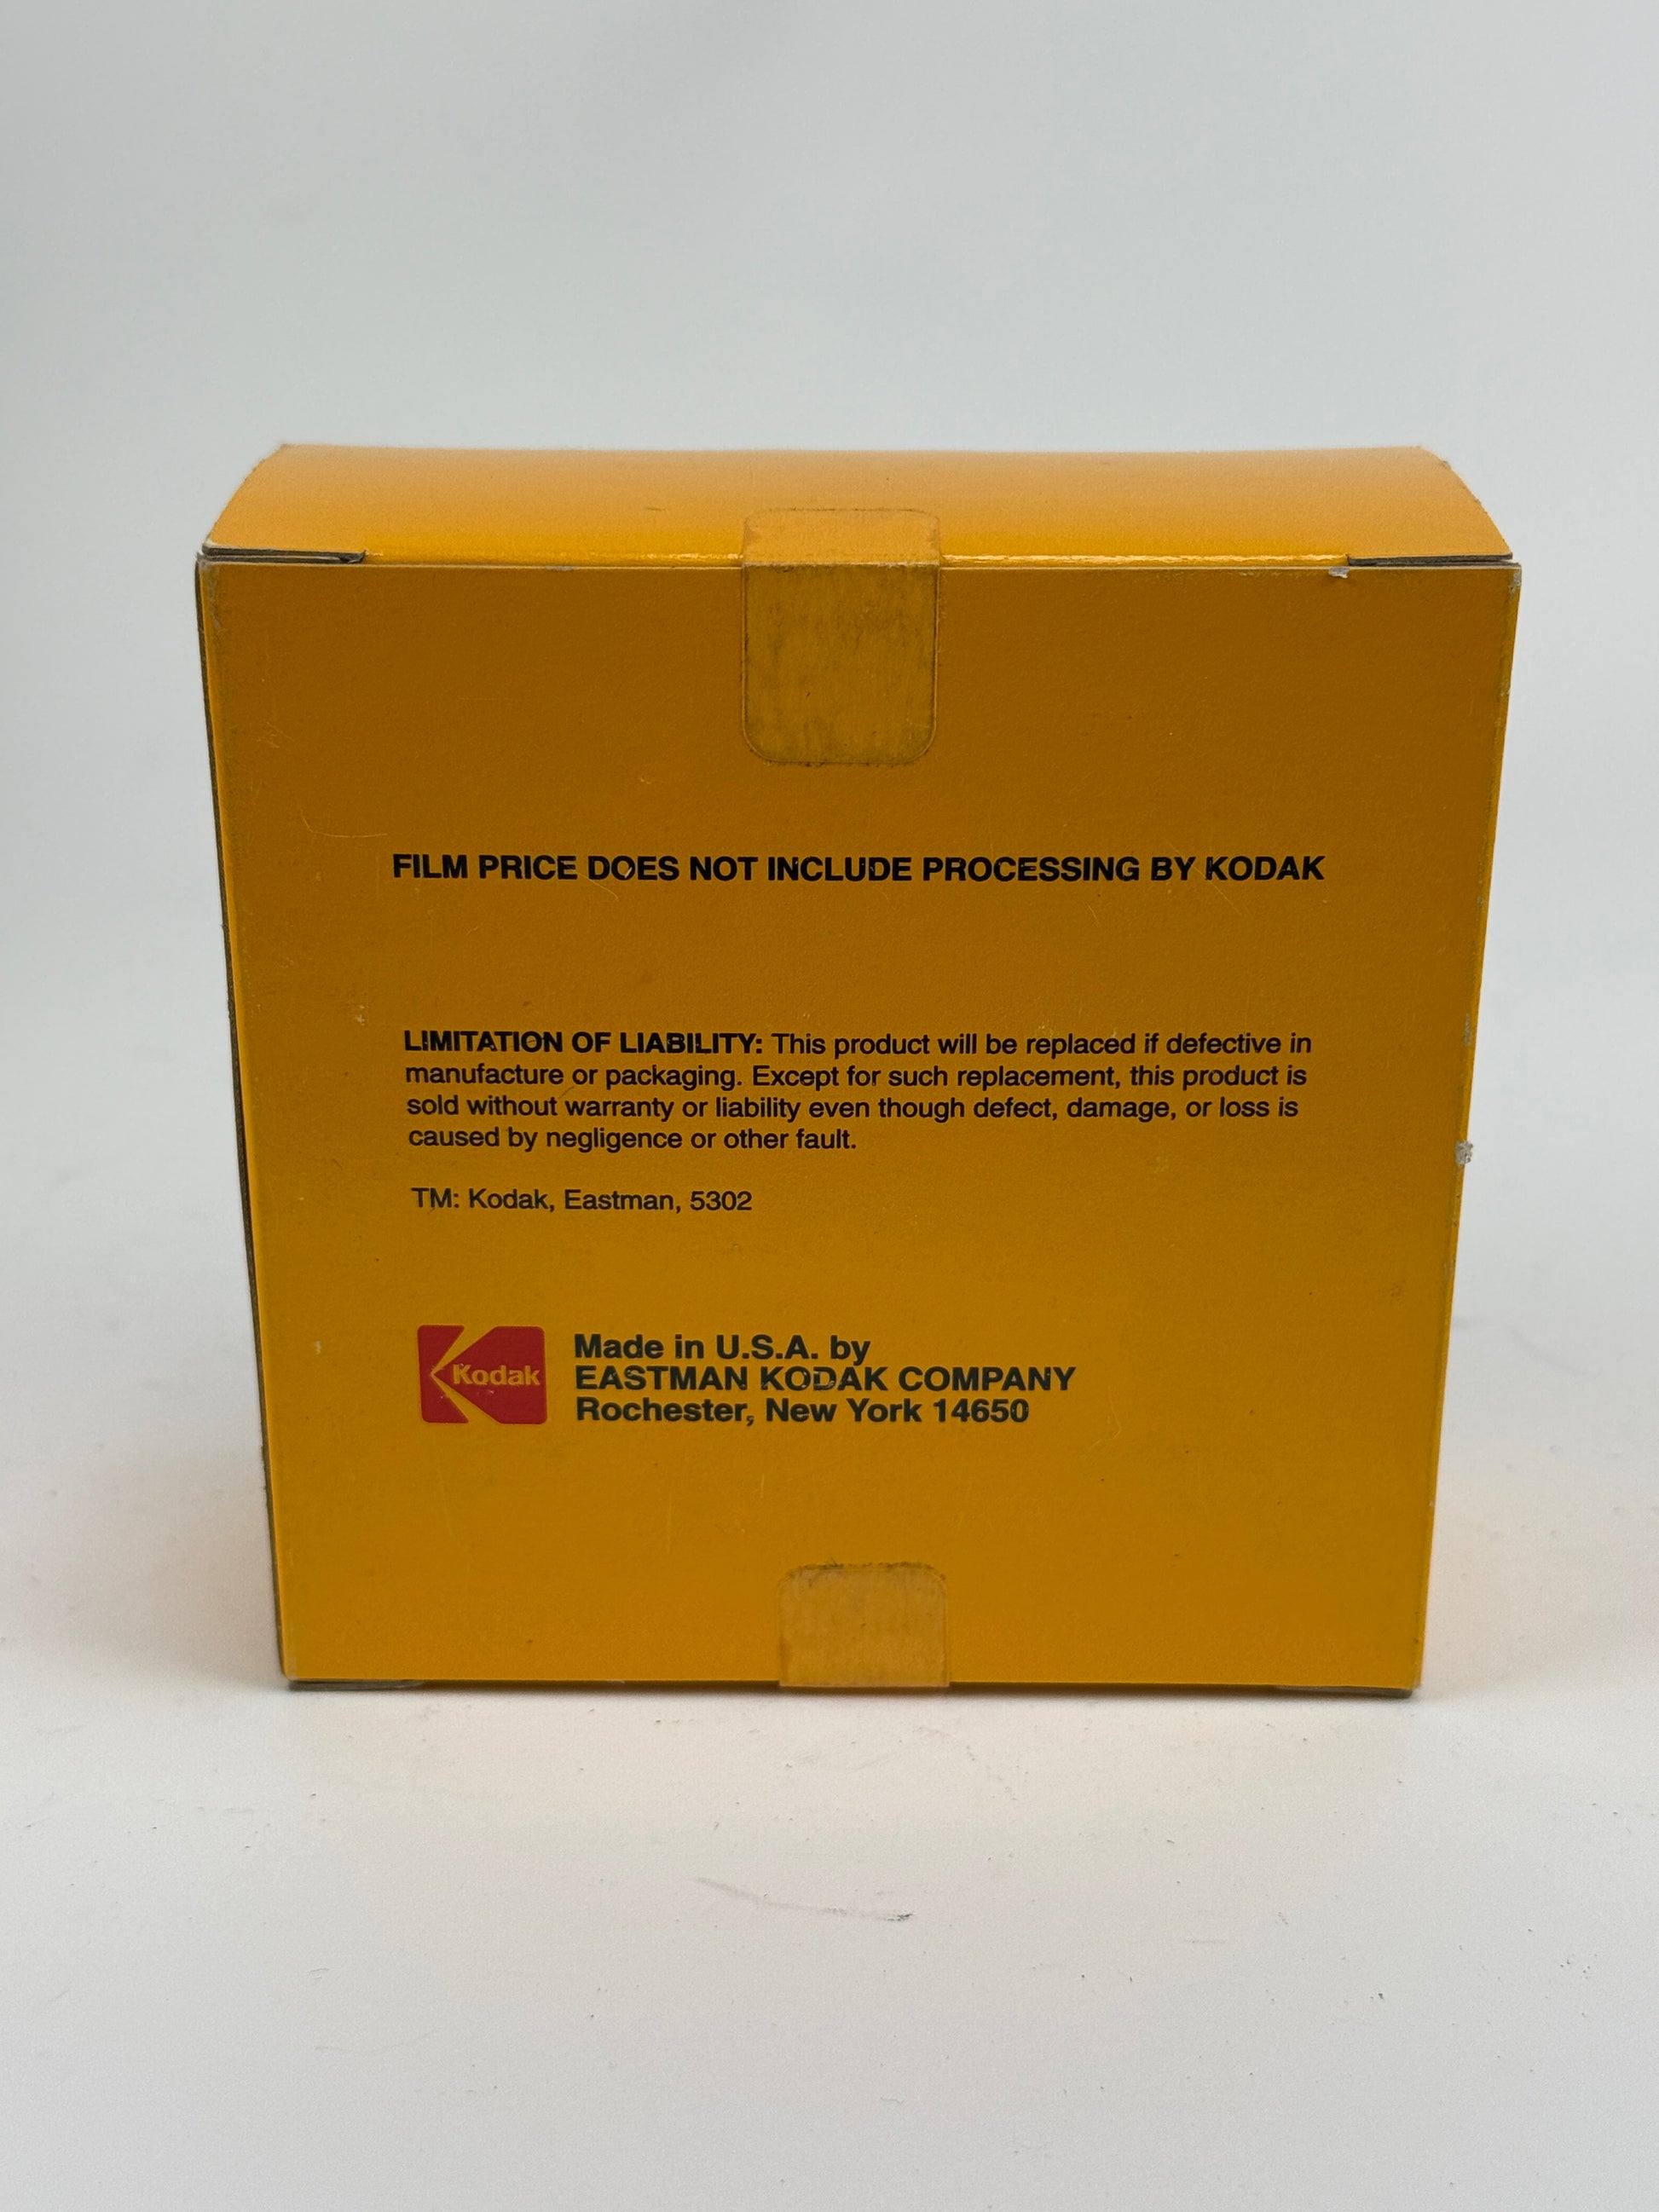 FILM PRICE DOES NOT INCLUDE PROCESSING BY KODAK
LIMITATION OF LIABILITY: This product will be replaced if defective in
manufacture or packaging. Except for such replacement, this product is
sold without warranty or liability even though defect, damage, or loss is
caused by negligence or other fault.
TM: Kodak, Eastman, 5302
Kodak
Made in U.S.A. by
EASTMAN KODAK COMPANY
Rochester, New York 14650